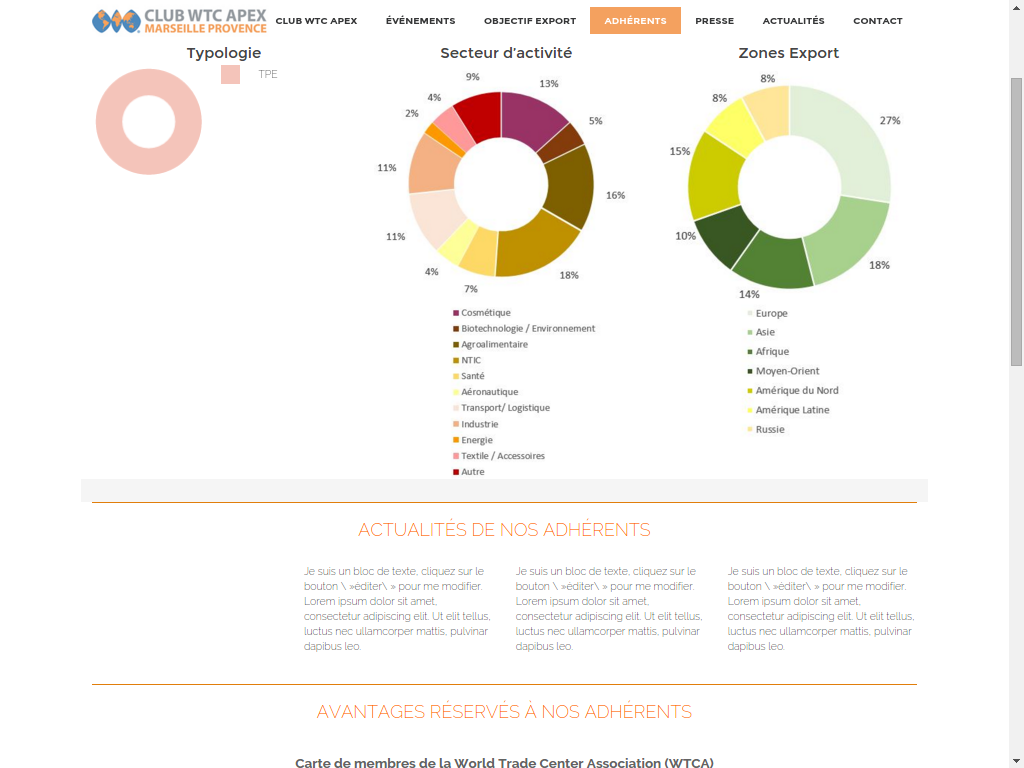 CLUB WTC APEX
MARSEILLE PROVENCE
CLUB WTC APEX ÉVÉNEMENTS OBJECTIF EXPORT ADHÉRENTS PRESSE ACTUALITÉS CONTACT
Typologie
TPE
Secteur d'activité
9%
13%
4%
5%
2%
11%
16%
11%
4%
18%
7%
Cosmétique
Biotechnologie / Environnement
Agroalimentaire
NTIC
Santé
Aéronautique
Transport/ Logistique
Industrie
Energie
Textile / Accessoires
Autre
Zones Export
8%
8%
27%
15%
10%
18%
14%
Europe
Asie
Afrique
Moyen-Orient
Amérique du Nord
Amérique Latine
Russie
ACTUALITÉS DE NOS ADHÉRENTS
Je suis un bloc de texte, cliquez sur le
bouton \ »éditer\ » pour me modifier.
Lorem ipsum dolor sit amet,
consectetur adipiscing elit. Ut elit tellus,
luctus nec ullamcorper mattis, pulvinar
dapibus leo.
Je suis un bloc de texte, cliquez sur le
bouton \ »éditer\ » pour me modifier.
Lorem ipsum dolor sit amet,
consectetur adipiscing elit. Ut elit tellus,
luctus nec ullamcorper mattis, pulvinar
dapibus leo.
Je suis un bloc de texte, cliquez sur le
bouton \ »éditer\ » pour me modifier.
Lorem ipsum dolor sit amet,
consectetur adipiscing elit. Ut elit tellus,
luctus nec ullamcorper mattis, pulvinar
dapibus leo.
AVANTAGES RÉSERVÉS À NOS ADHÉRENTS
Carte de membres de la World Trade Center Association (WTCA)